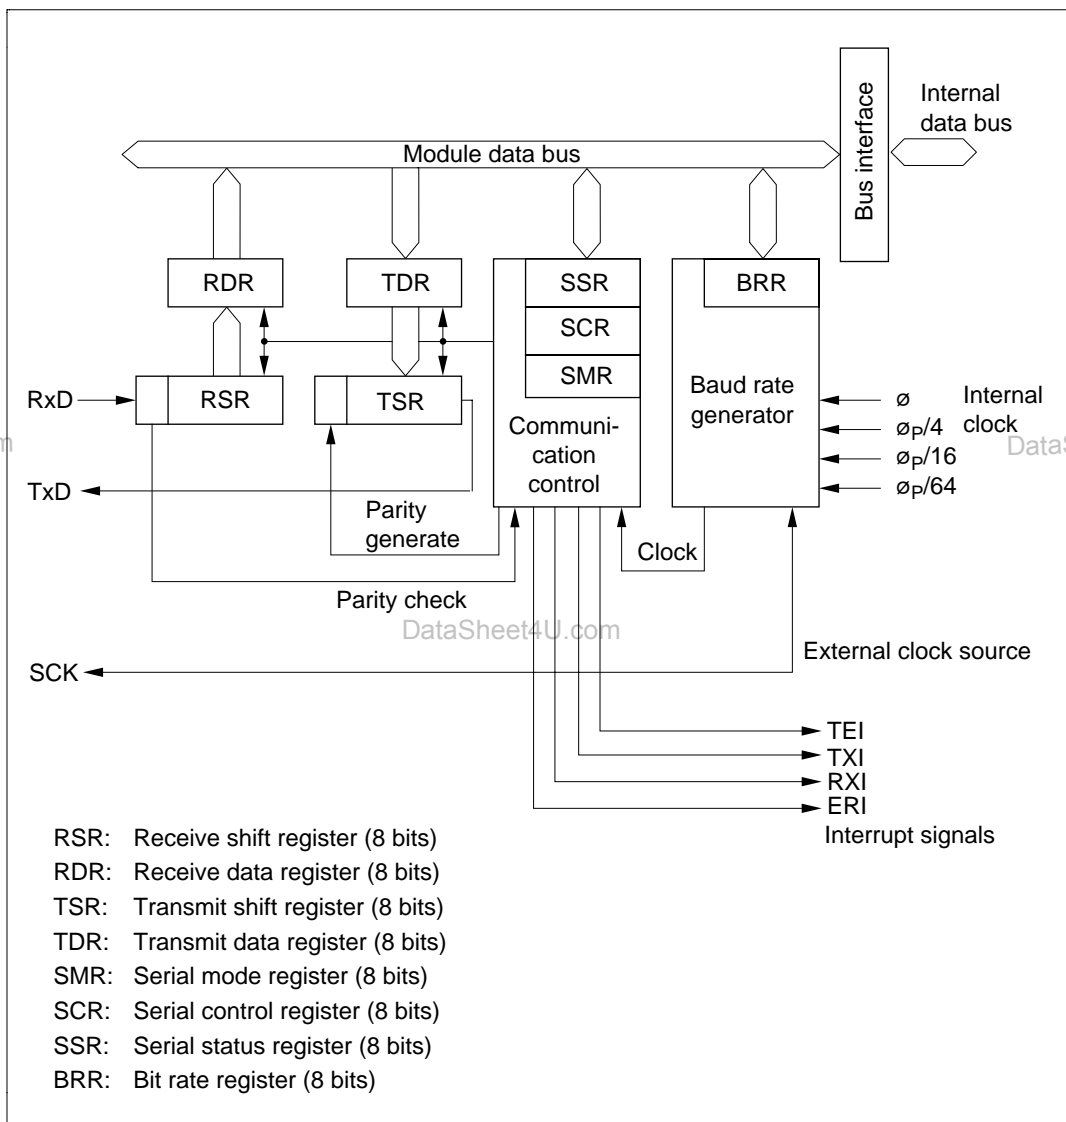 Internal
data bus
Bus interface
Module data bus
RDR
TDR
SSR
BRR
SCR
SMR
RxD
RSR
TSR
Baud rate
generator
ø
øP/4
øP/16
øP/64
Internal
clock
Communi-
cation
control
m
DataS
TxD
Parity
generate
Clock
Parity check
DataSheet4U.com
External clock source
SCK
TEI
TXI
RXI
ERI
Interrupt signals
RSR: Receive shift register (8 bits)
RDR: Receive data register (8 bits)
TSR: Transmit shift register (8 bits)
TDR: Transmit data register (8 bits)
SMR: Serial mode register (8 bits)
SCR: Serial control register (8 bits)
SSR: Serial status register (8 bits)
BRR: Bit rate register (8 bits)